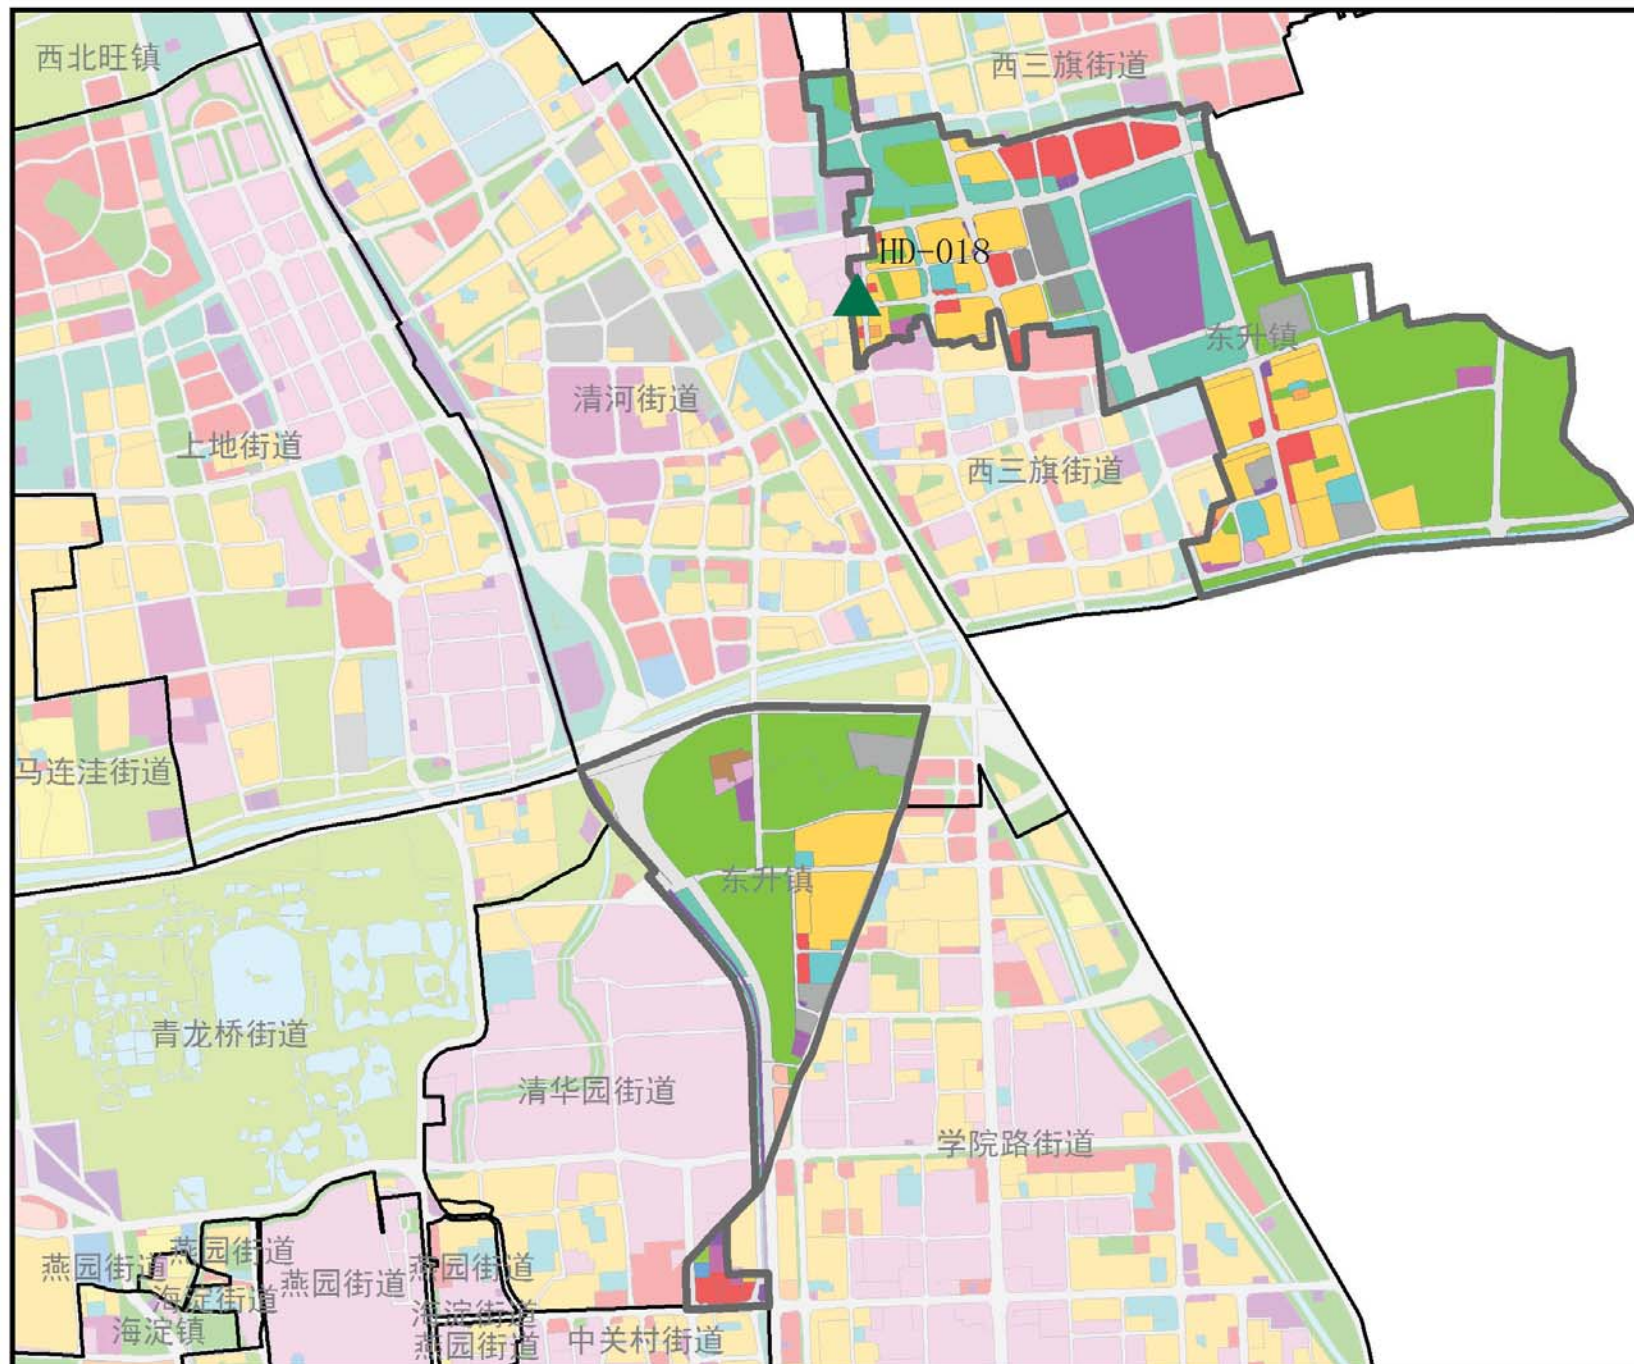 西北旺镇
西三旗街道
HD-018
东升镇
清河街道
上地街道
西三旗街道
马连洼街道
东升镇
青龙桥街道
清华园街道
学院路街道
燕园街道
燕园街道
燕园街道
燕园街道
海淀街道
海淀街道
海淀镇
燕园街道
中关村街道